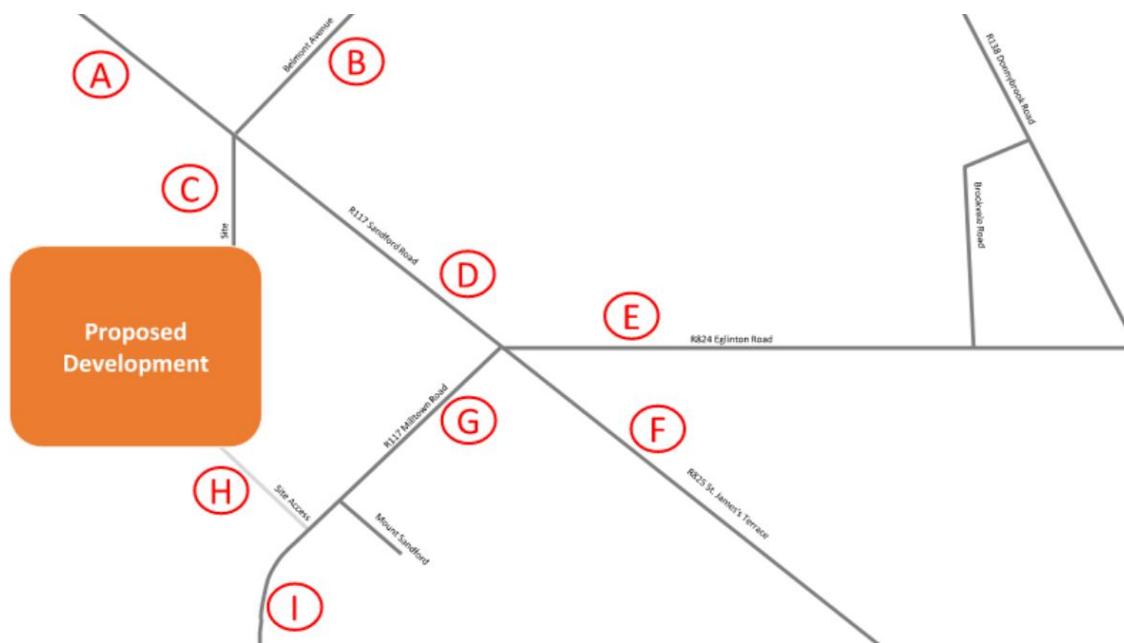 A
Belmont Avenue
B
R138 Donnybrook Road
C
Site
R117 Sandford Road
D
Brookvale Road
E
R824 Eglinton Road
Proposed
Development
R117 Milltown Road
G
F
R825 St. James's Terrace
H
Site Access
Mount Sandford
I